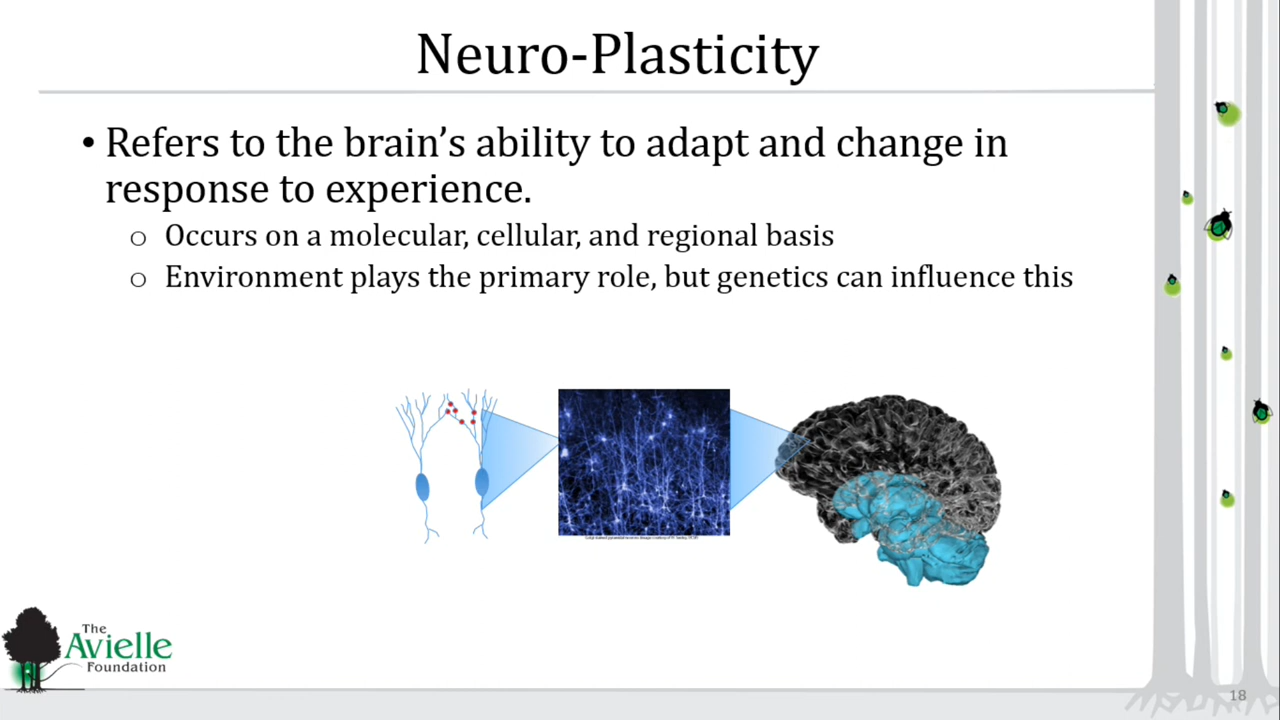 Neuro-Plasticity
• Refers to the brain’s ability to adapt and change in
response to experience.
o Occurs on a molecular, cellular, and regional basis
o Environment plays the primary role, but genetics can influence this
The
Avielle
Foundation
18